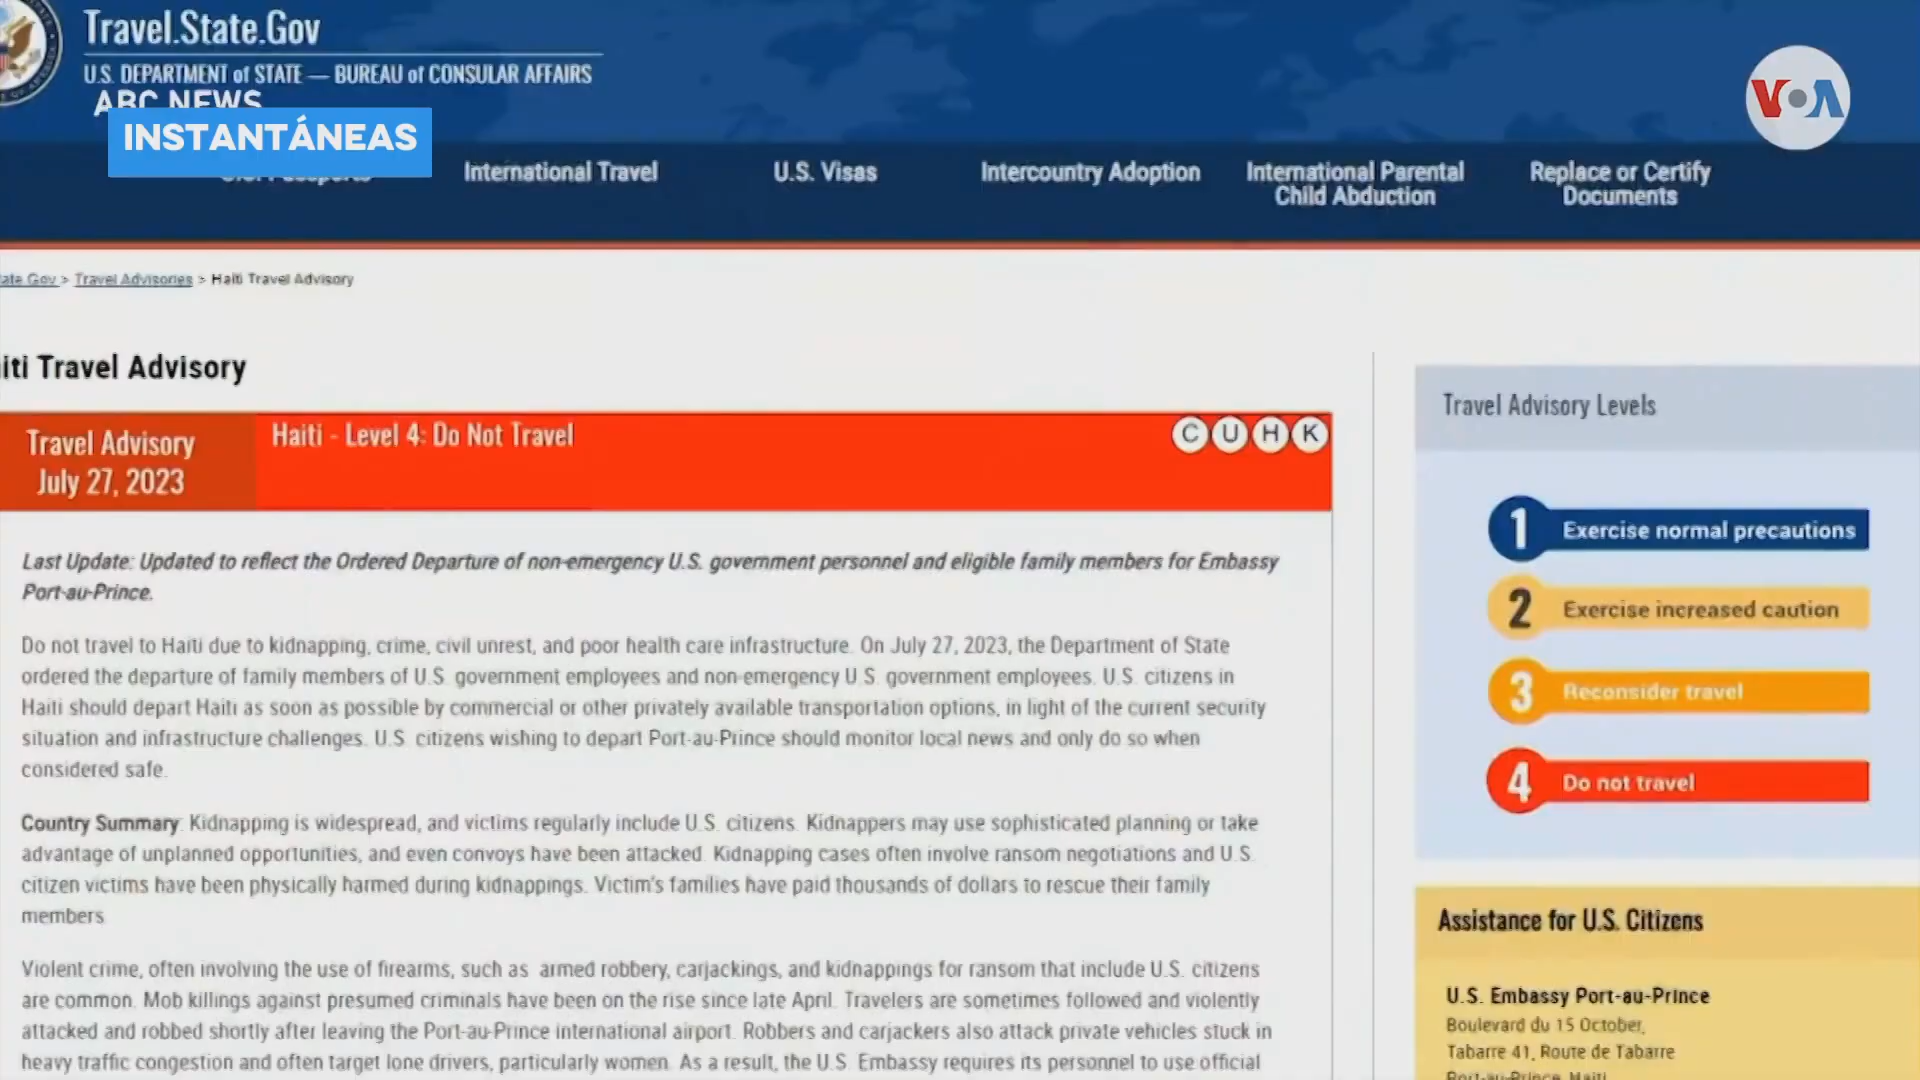 Travel.State.Gov
U.S. DEPARTMENT of STATE — BUREAU of CONSULAR AFFAIRS
ABC NEWS
INSTANTÁNEAS
VOA
International Travel
U.S. Visas
Intercountry Adoption
International Parental
Child Abduction
Replace or Certify
Documents
ate.Gov > Travel Advisories > Haiti Travel Advisory
iti Travel Advisory
Travel Advisory
July 27, 2023
Haiti - Level 4: Do Not Travel
C U H K
Last Update: Updated to reflect the Ordered Departure of non-emergency U.S. government personnel and eligible family members for Embassy
Port-au-Prince.
Do not travel to Haiti due to kidnapping, crime, civil unrest, and poor health care infrastructure. On July 27, 2023, the Department of State
ordered the departure of family members of U.S. government employees and non-emergency U.S. government employees. U.S. citizens in
Haiti should depart Haiti as soon as possible by commercial or other privately available transportation options, in light of the current security
situation and infrastructure challenges. U.S. citizens wishing to depart Port-au-Prince should monitor local news and only do so when
considered safe.
Country Summary: Kidnapping is widespread, and victims regularly include U.S. citizens. Kidnappers may use sophisticated planning or take
advantage of unplanned opportunities, and even convoys have been attacked. Kidnapping cases often involve ransom negotiations and U.S.
citizen victims have been physically harmed during kidnappings. Victim's families have paid thousands of dollars to rescue their family
members.
Violent crime, often involving the use of firearms, such as armed robbery, carjackings, and kidnappings for ransom that include U.S. citizens
are common. Mob killings against presumed criminals have been on the rise since late April. Travelers are sometimes followed and violently
attacked and robbed shortly after leaving the Port-au-Prince international airport. Robbers and carjackers also attack private vehicles stuck in
heavy traffic congestion and often target lone drivers, particularly women. As a result, the U.S. Embassy requires its personnel to use official
Travel Advisory Levels
1 Exercise normal precautions
2 Exercise increased caution
3 Reconsider travel
4 Do not travel
Assistance for U.S. Citizens
U.S. Embassy Port-au-Prince
Boulevard du 15 October,
Tabarre 41, Route de Tabarre
Port-au-Prince, Haiti